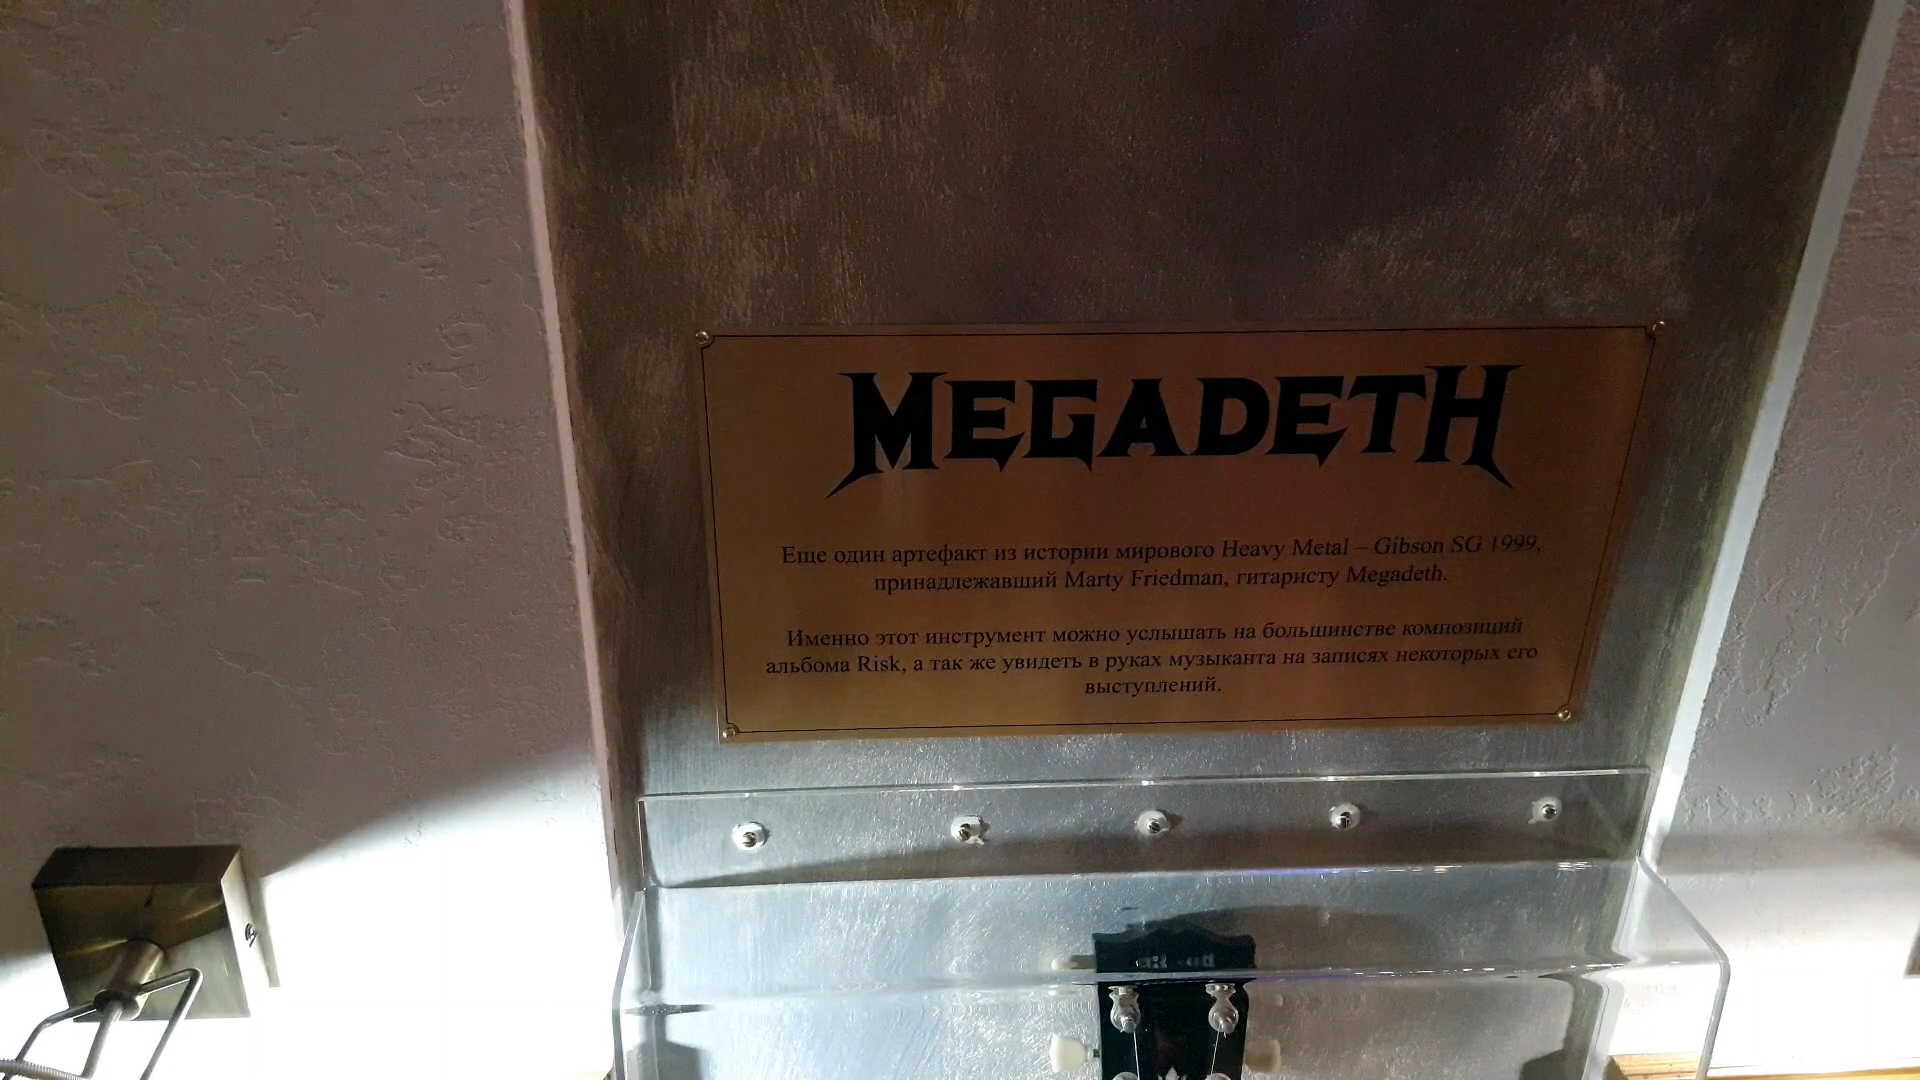 MEGADETH
Еще один артефакт из истории мирового Heavy Metal – Gibson SG 1999,
принадлежавший Marty Friedman, гитаристу Megadeth.
Именно этот инструмент можно услышать на большинстве композиций
альбома Risk, а так же увидеть в руках музыканта на записях некоторых его
выступлений.